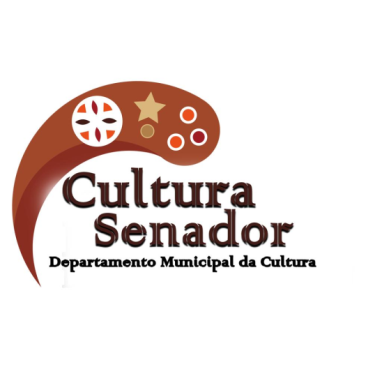 Cultura
Senador
Departamento Municipal da Cultura